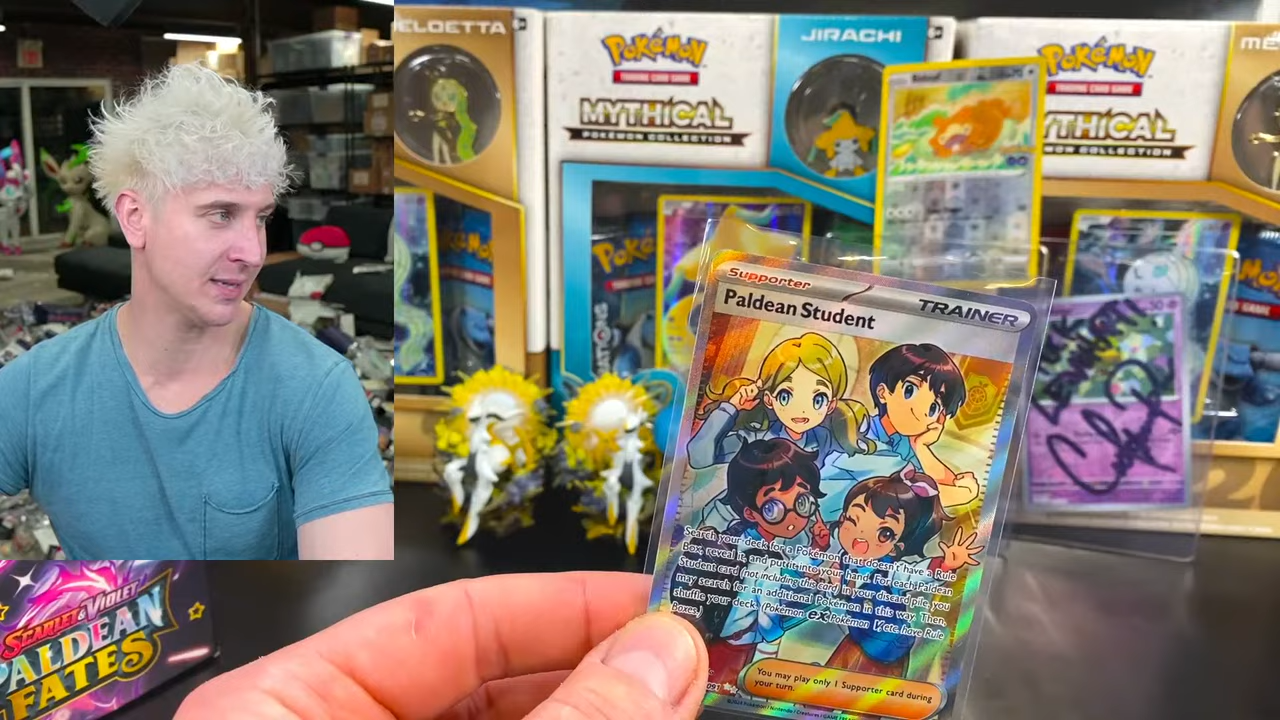 ELOETTA
Pokémon
TRADING CARD GAME
MYTHICAL
POKÉMON COLLECTION
JIRACHI
Pokémon
TRADING CARD GAME
YTHICAL
MON COLLECTION
ME
Supporter
Paldean Student
TRAINER
Search your deck for a Pokémon that doesn't have a Rule
Box, reveal it, and put it into your hand. For each Paldean
Student card (not including this card) in your discard pile, you
may search for an additional Pokémon in this way. Then,
shuffle your deck. (Pokémon ex, Pokémon V, etc. have Rule
Boxes.)
You may play only 1 Supporter card during
your turn.
SCARLET & VIOLET
PALDEAN
FATES